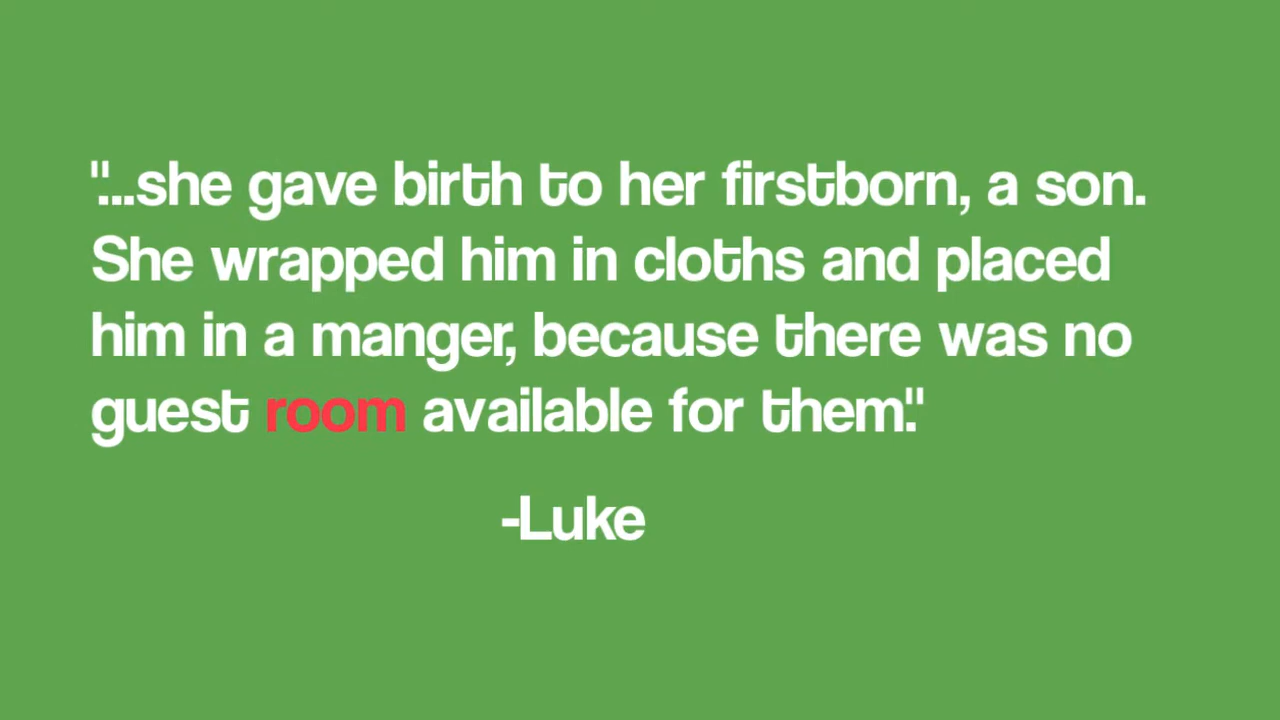 "...she gave birth to her firstborn, a son.
She wrapped him in cloths and placed
him in a manger, because there was no
guest room available for them."
-Luke